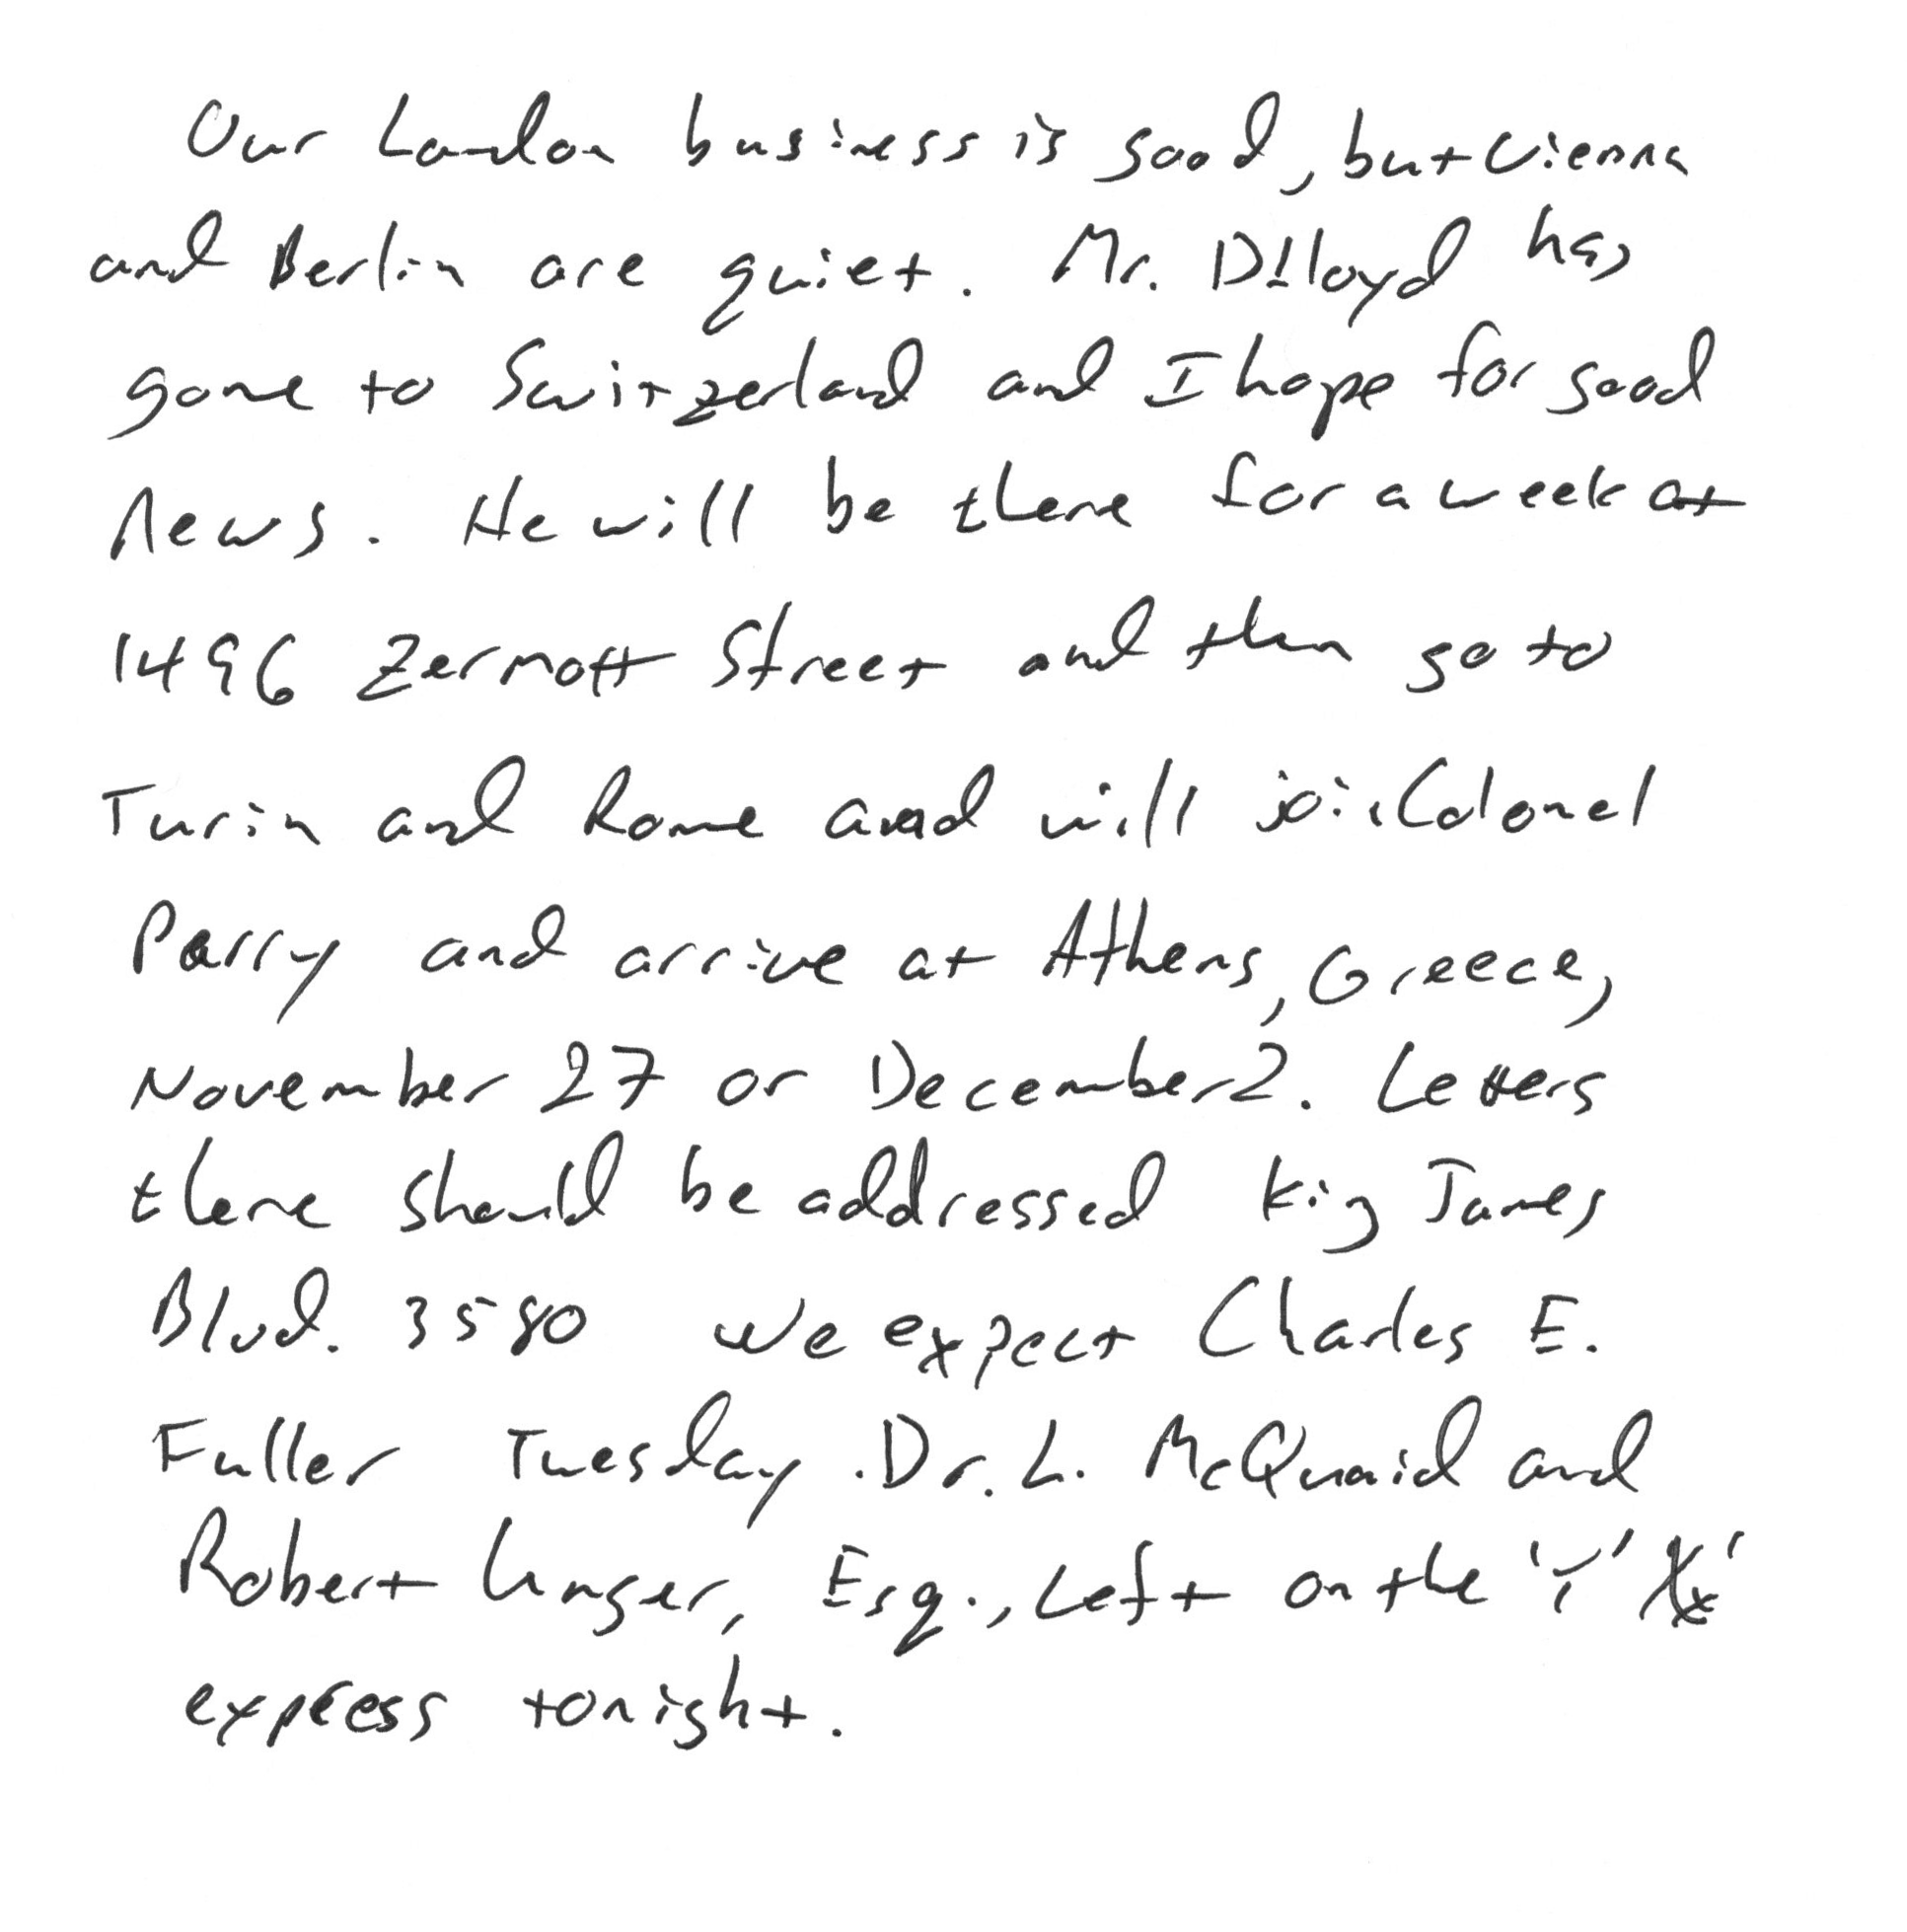 Our London business is good, but Vienna
and Berlin are quiet. Mr. D. Lloyd has
gone to Switzerland and I hope for good
news. He will be there for a week at
1496 Zermott Street and then go to
Turin and Rome and will join Colonel
Parry and arrive at Athens, Greece,
November 27 or December 2. Letters
there should be addressed King James
Blvd. 3580 We expect Charles E.
Fuller Tuesday. Dr. L. McQuaid and
Robert Unger, Esq., Left on the 'Y'
express tonight.